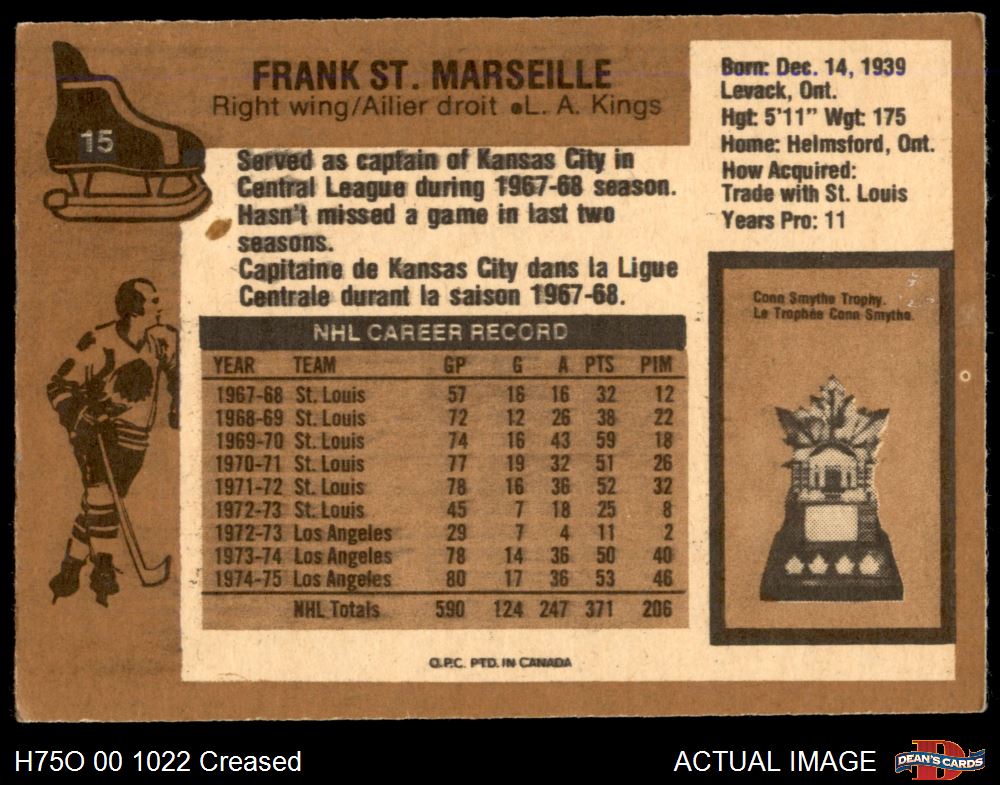 15
FRANK ST. MARSEILLE
Right wing/Ailier droit ●L. A. Kings
Served as captain of Kansas City in
Central League during 1967-68 season.
Hasn't missed a game in last two
seasons.
Capitaine de Kansas City dans la Ligue
Centrale durant la saison 1967-68.
Born: Dec. 14, 1939
Levack, Ont.
Hgt: 5'11" Wgt: 175
Home: Helmsford, Ont.
How Acquired:
Trade with St. Louis
Years Pro: 11
NHL CAREER RECORD
YEAR TEAM GP G A PTS PIM
1967-68 St. Louis 57 16 16 32 12
1968-69 St. Louis 72 12 26 38 22
1969-70 St. Louis 74 16 43 59 18
1970-71 St. Louis 77 19 32 51 26
1971-72 St. Louis 78 16 36 52 32
1972-73 St. Louis 45 7 18 25 8
1972-73 Los Angeles 29 7 4 11 2
1973-74 Los Angeles 78 14 36 50 40
1974-75 Los Angeles 80 17 36 53 46
NHL Totals 590 124 247 371 206
Conn Smythe Trophy.
Le Trophée Conn Smythe.
O.P.C. PTD. IN CANADA
H75O 00 1022 Creased
ACTUAL IMAGE
D
DEAN'S CARDS